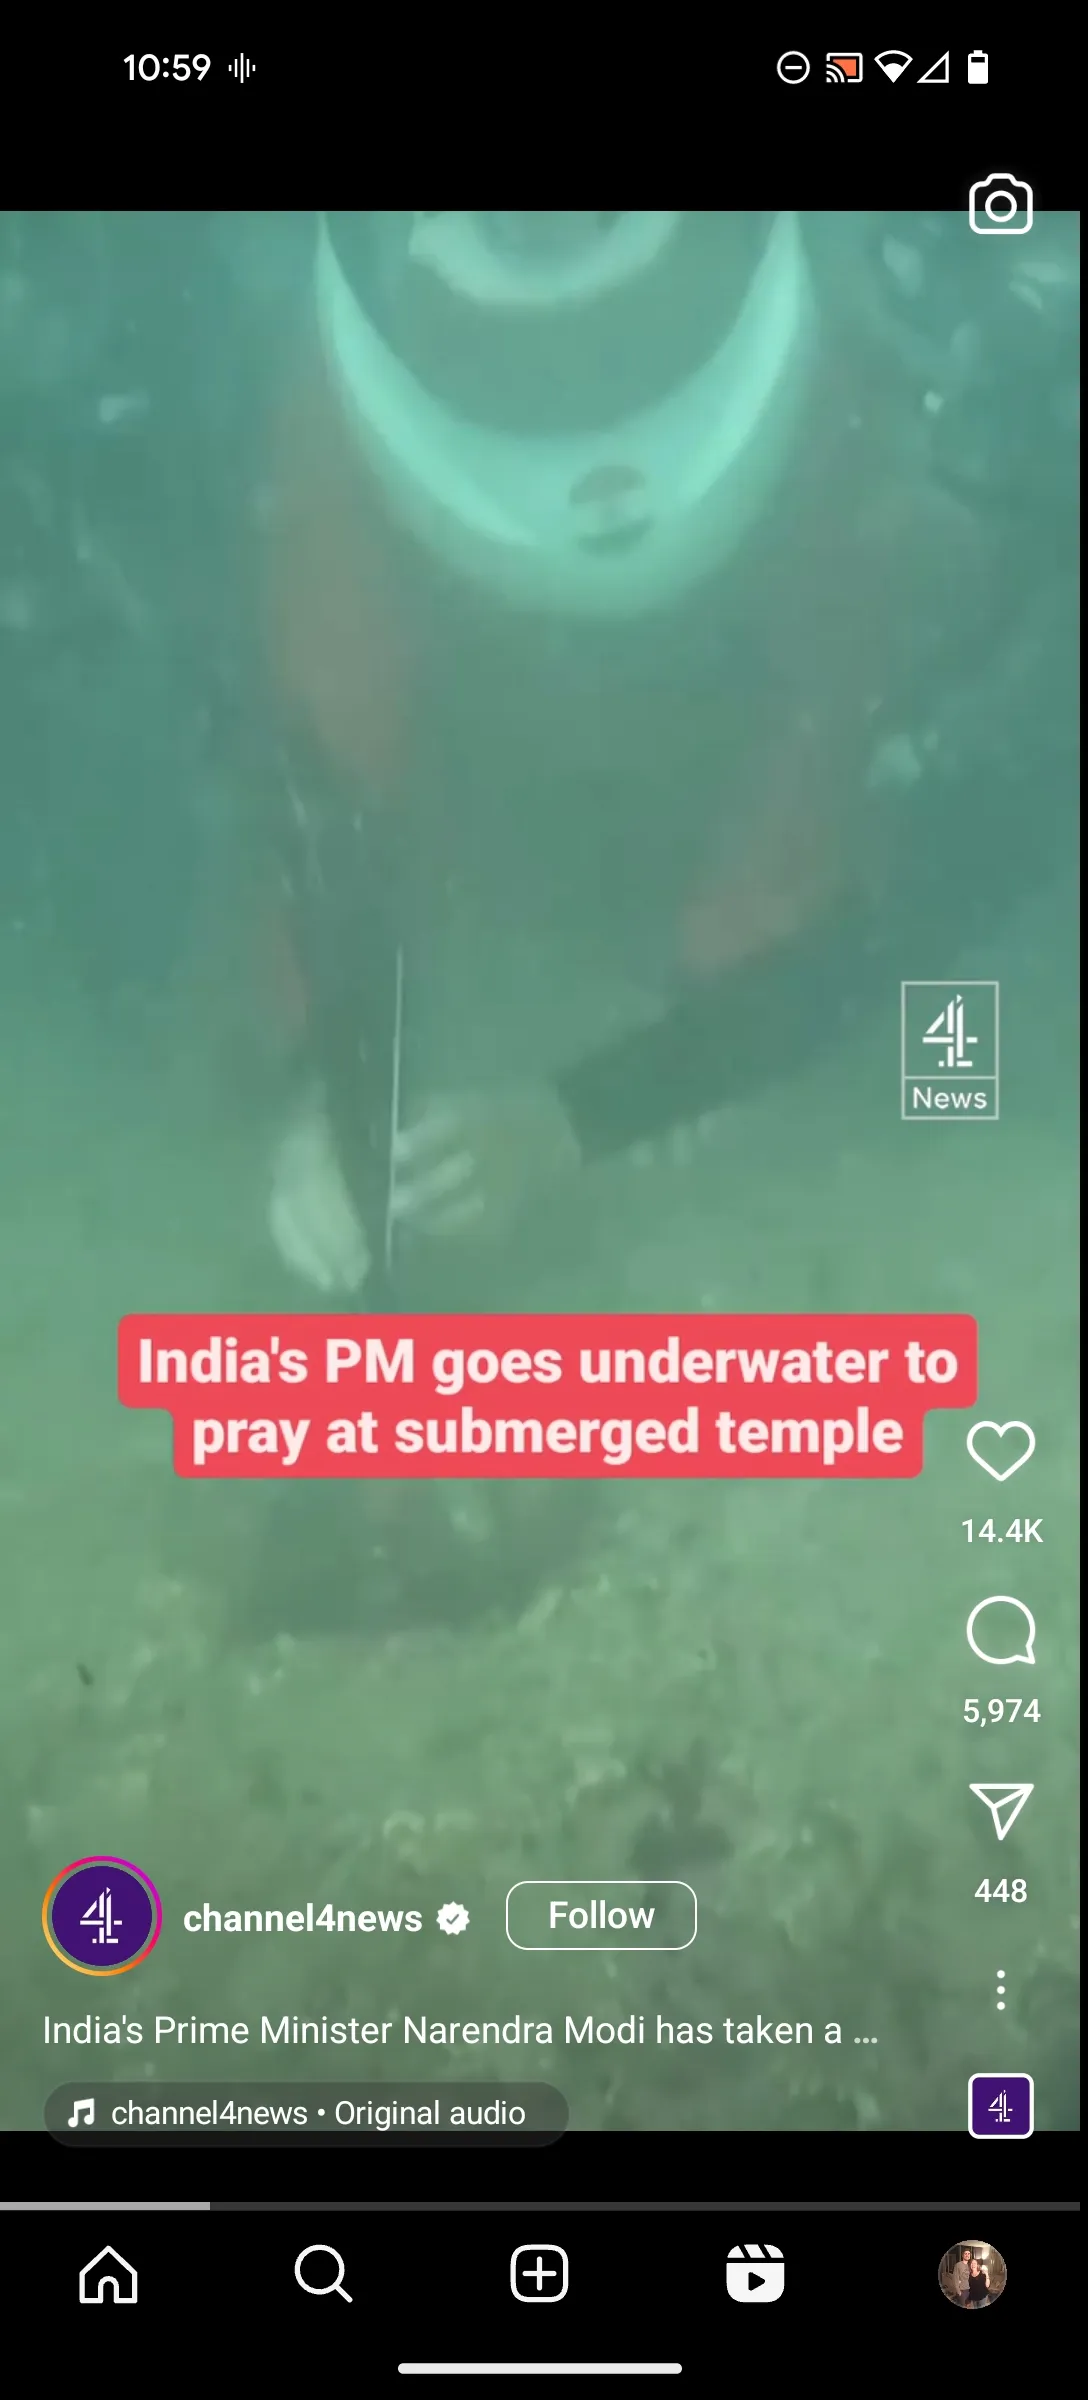 10:59
4
News
India's PM goes underwater to
pray at submerged temple
14.4K
5,974
448
channel4news
Follow
India's Prime Minister Narendra Modi has taken a ...
channel4news • Original audio